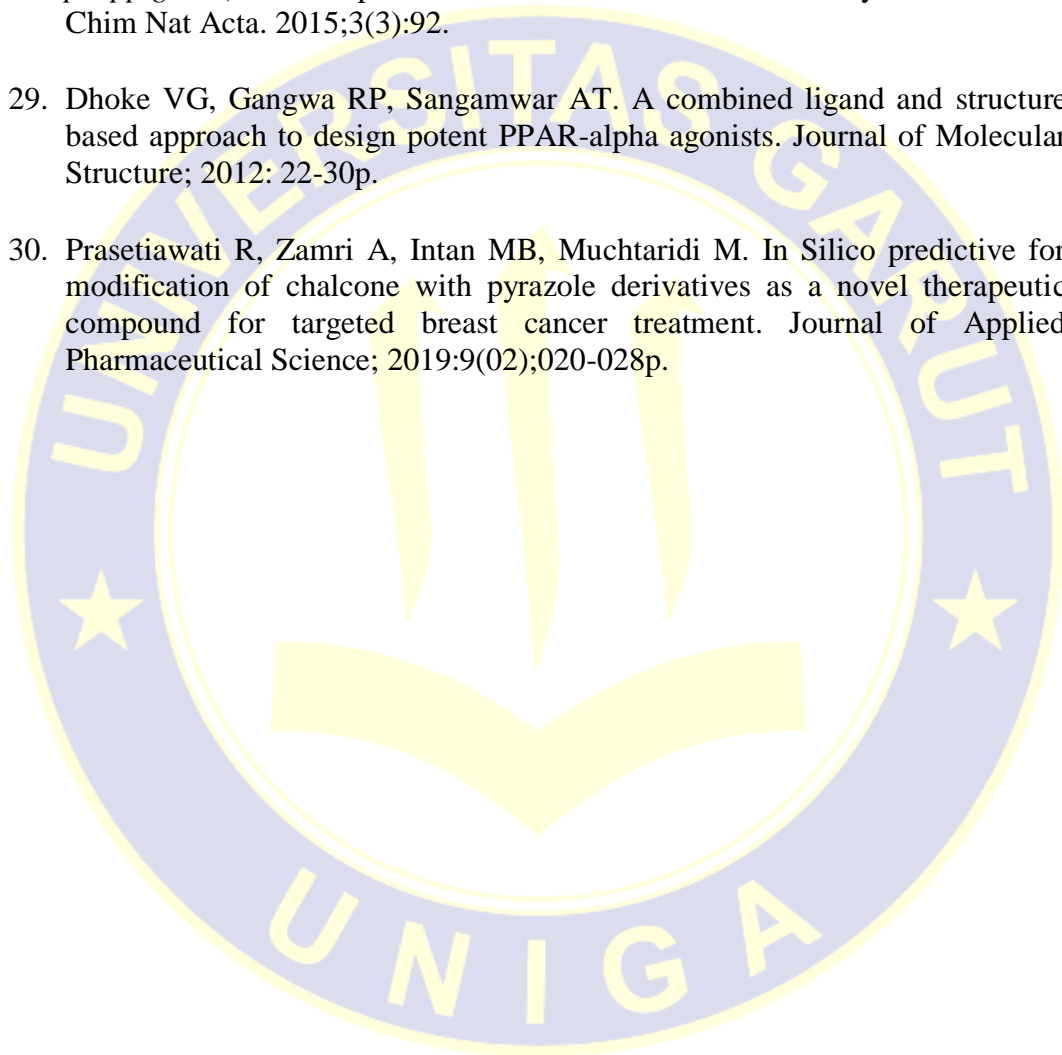 Chim Nat Acta. 2015;3(3):92.
29. Dhoke VG, Gangwa RP, Sangamwar AT. A combined ligand and structure
based approach to design potent PPAR-alpha agonists. Journal of Molecular
Structure; 2012: 22-30p.
30. Prasetiawati R, Zamri A, Intan MB, Muchtaridi M. In Silico predictive for
modification of chalcone with pyrazole derivatives as a novel therapeutic
compound for targeted breast cancer treatment. Journal of Applied
Pharmaceutical Science; 2019:9(02);020-028p.
UNIVERSITAS GARUT
UNIGA